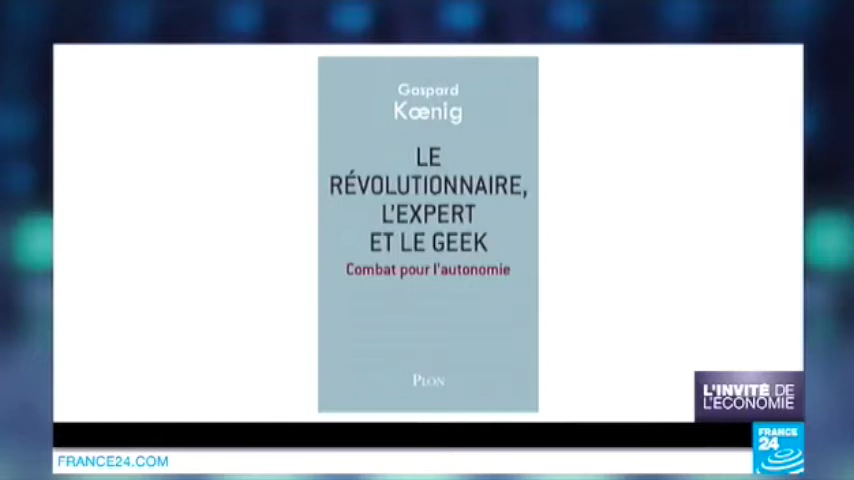 Gaspard
Kœnig
LE
RÉVOLUTIONNAIRE,
L'EXPERT
ET LE GEEK
Combat pour l'autonomie
PLON
L'INVITÉ DE
L'ÉCONOMIE
FRANCE
24
FRANCE24.COM